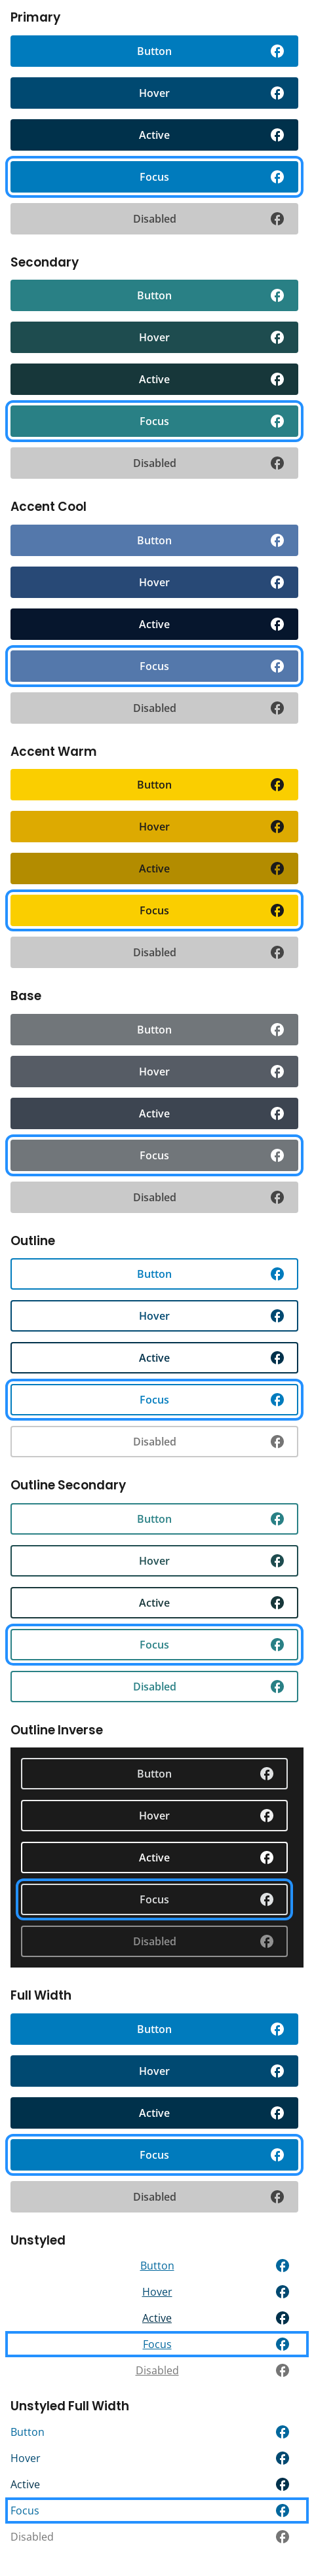 Primary
Button
Hover
Active
Focus
Disabled
Secondary
Button
Hover
Active
Focus
Disabled
Accent Cool
Button
Hover
Active
Focus
Disabled
Accent Warm
Button
Hover
Active
Focus
Disabled
Base
Button
Hover
Active
Focus
Disabled
Outline
Button
Hover
Active
Focus
Disabled
Outline Secondary
Button
Hover
Active
Focus
Disabled
Outline Inverse
Button
Hover
Active
Focus
Disabled
Full Width
Button
Hover
Active
Focus
Disabled
Unstyled
Button
Hover
Active
Focus
Disabled
Unstyled Full Width
Button
Hover
Active
Focus
Disabled